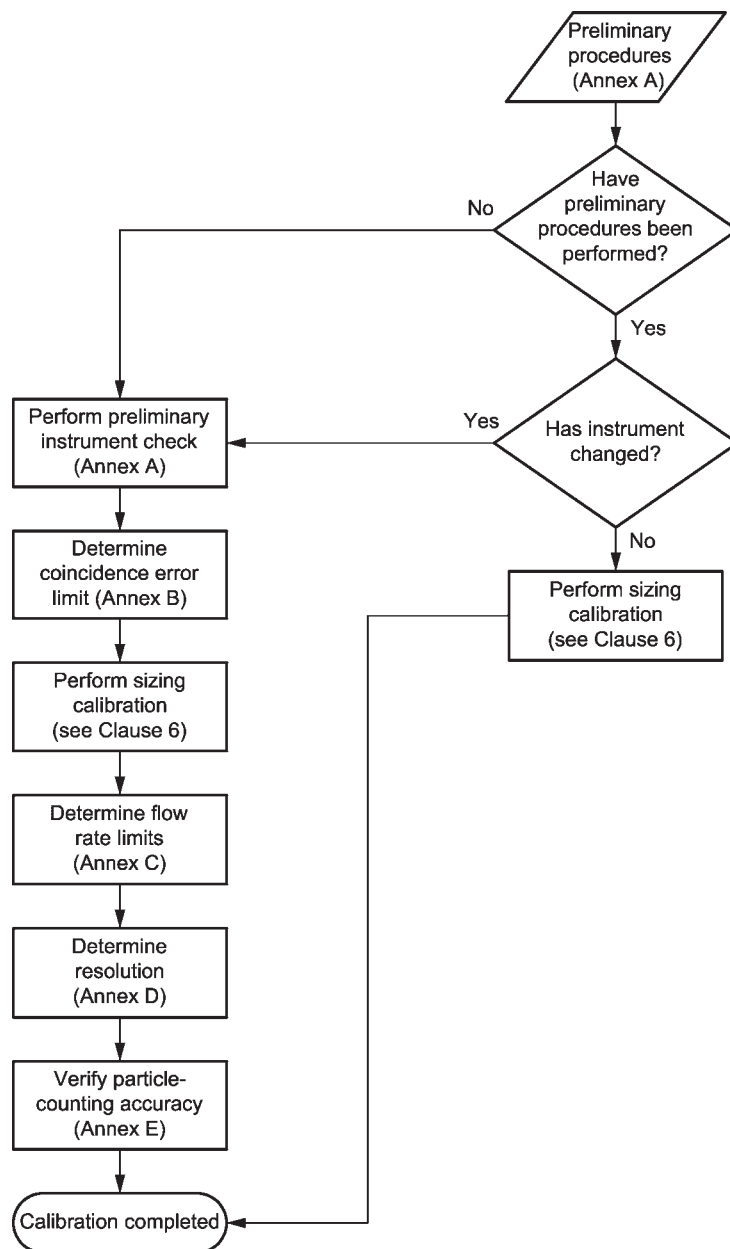 Preliminary
procedures
(Annex A)
Have
preliminary
procedures been
performed?
No
Yes
Perform preliminary
instrument check
(Annex A)
Yes
Has instrument
changed?
No
Determine
coincidence error
limit (Annex B)
Perform sizing
calibration
(see Clause 6)
Perform sizing
calibration
(see Clause 6)
Determine flow
rate limits
(Annex C)
Determine
resolution
(Annex D)
Verify particle-
counting accuracy
(Annex E)
Calibration completed